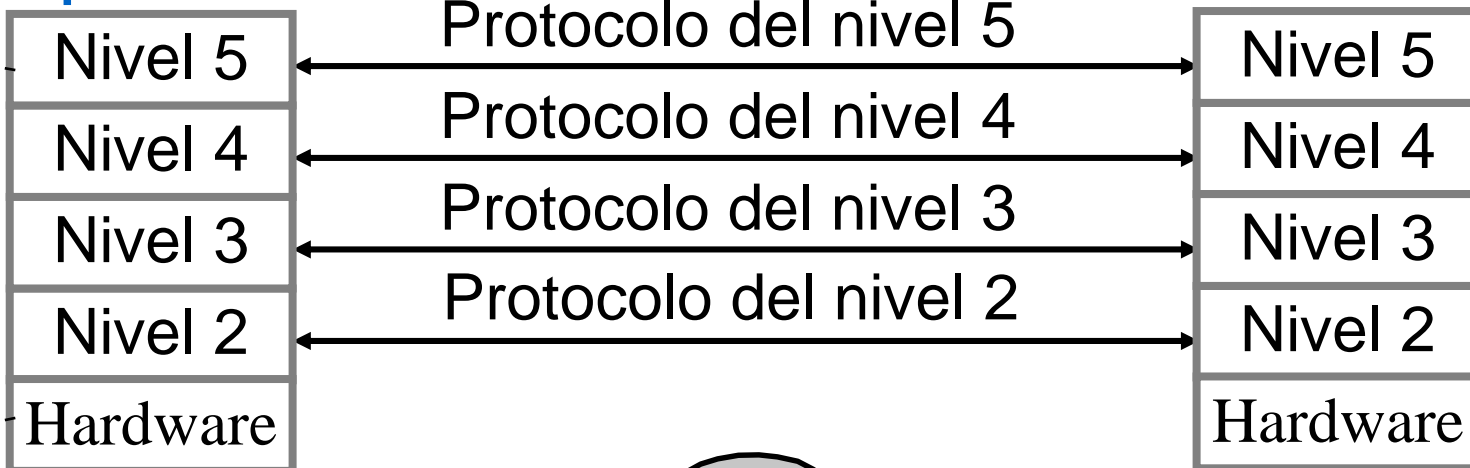 Nivel 5 Protocolo del nivel 5 Nivel 5
Nivel 4 Protocolo del nivel 4 Nivel 4
Nivel 3 Protocolo del nivel 3 Nivel 3
Nivel 2 Protocolo del nivel 2 Nivel 2
Hardware Hardware